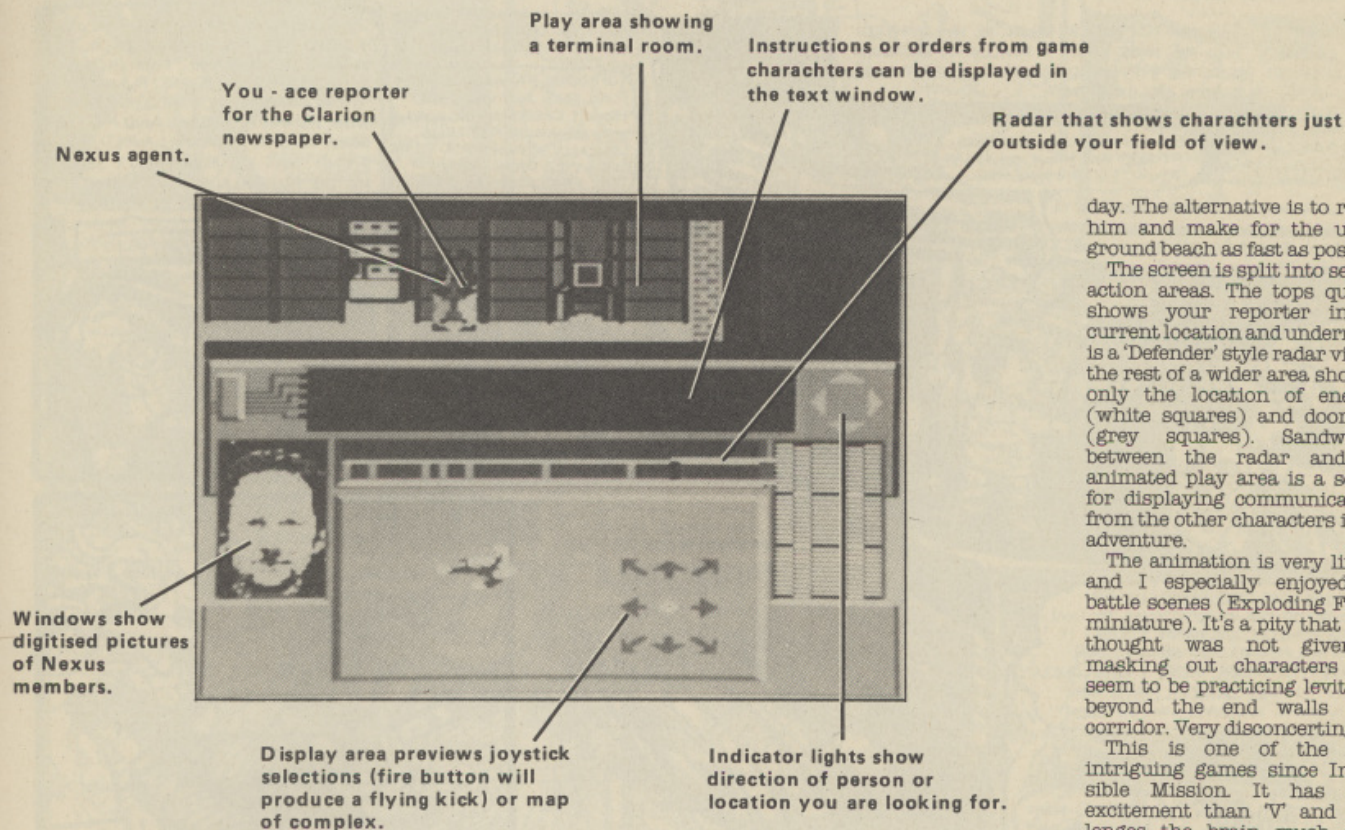 Play area showing
a terminal room.
Instructions or orders from game
charachters can be displayed in
the text window.
You - ace reporter
for the Clarion
newspaper.
Radar that shows charachters just
outside your field of view.
Nexus agent.
Windows show
digitised pictures
of Nexus
members.
Display area previews joystick
selections (fire button will
produce a flying kick) or map
of complex.
Indicator lights show
direction of person or
location you are looking for.
day. The alternative is to r
him and make for the u
ground beach as fast as pos
The screen is split into se
action areas. The tops qu
shows your reporter in
current location and underr
is a 'Defender' style radar vi
the rest of a wider area sho
only the location of ene
(white squares) and door
(grey squares). Sandw
between the radar and
animated play area is a s
for displaying communica
from the other characters i
adventure.
The animation is very li
and I especially enjoyed
battle scenes (Exploding F
miniature). It's a pity that
thought was not given
masking out characters
seem to be practicing levit
beyond the end walls
corridor. Very disconcertin
This is one of the
intriguing games since In
sible Mission. It has
excitement than 'V' and
lenges the brain much